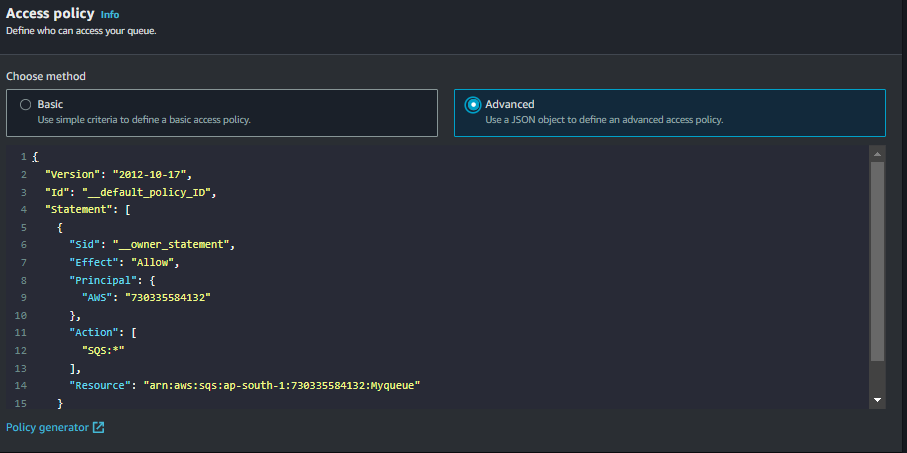 Access policy Info
Define who can access your queue.
Choose method
Basic
Use simple criteria to define a basic access policy.
Advanced
Use a JSON object to define an advanced access policy.
1 {
2 "Version": "2012-10-17",
3 "Id": "__default_policy_ID",
4 "Statement": [
5 {
6 "Sid": "__owner_statement",
7 "Effect": "Allow",
8 "Principal": {
9 "AWS": "730335584132"
10 },
11 "Action": [
12 "SQS:*"
13 ],
14 "Resource": "arn:aws:sqs:ap-south-1:730335584132:Myqueue"
15 }
Policy generator